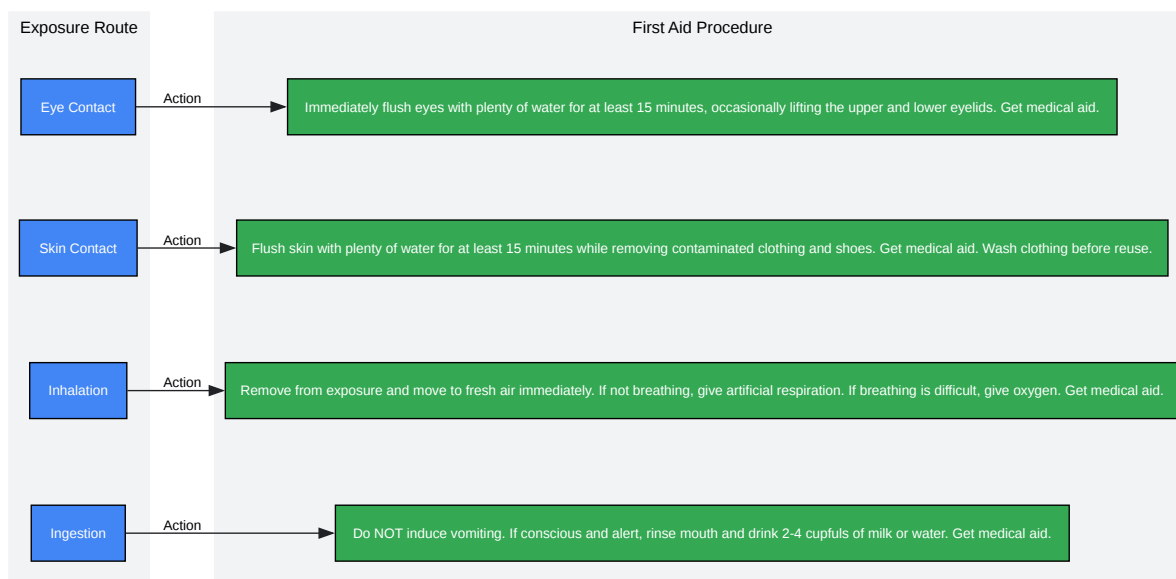 Exposure Route
First Aid Procedure
Eye Contact
Action
Immediately flush eyes with plenty of water for at least 15 minutes, occasionally lifting the upper and lower eyelids. Get medical aid.
Skin Contact
Action
Flush skin with plenty of water for at least 15 minutes while removing contaminated clothing and shoes. Get medical aid. Wash clothing before reuse.
Inhalation
Action
Remove from exposure and move to fresh air immediately. If not breathing, give artificial respiration. If breathing is difficult, give oxygen. Get medical aid.
Ingestion
Action
Do NOT induce vomiting. If conscious and alert, rinse mouth and drink 2-4 cupfuls of milk or water. Get medical aid.